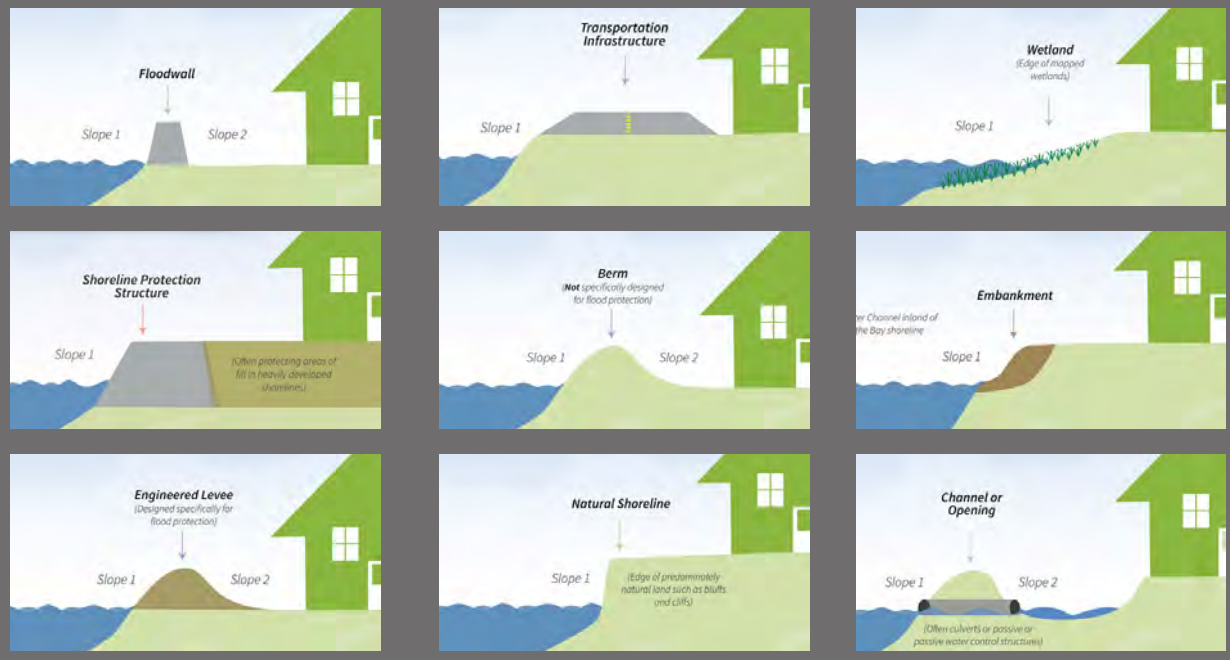 Floodwall
Slope 1
Slope 2
Transportation
Infrastructure
Slope 1
Wetland
(Edge of mapped
wetlands)
Slope 1
Shoreline Protection
Structure
Slope 1
(Often protecting areas of
fill in heavily developed
shorelines)
Berm
(Not specifically designed
for flood protection)
Slope 1
Slope 2
Embankment
er Channel inland of
the Bay shoreline
Slope 1
Engineered Levee
(Designed specifically for
flood protection)
Slope 1
Slope 2
Natural Shoreline
Slope 1
(Edge of predominately
natural land such as bluffs
and cliffs)
Channel or
Opening
Slope 1
Slope 2
(Often culverts or passive or
passive water control structures)